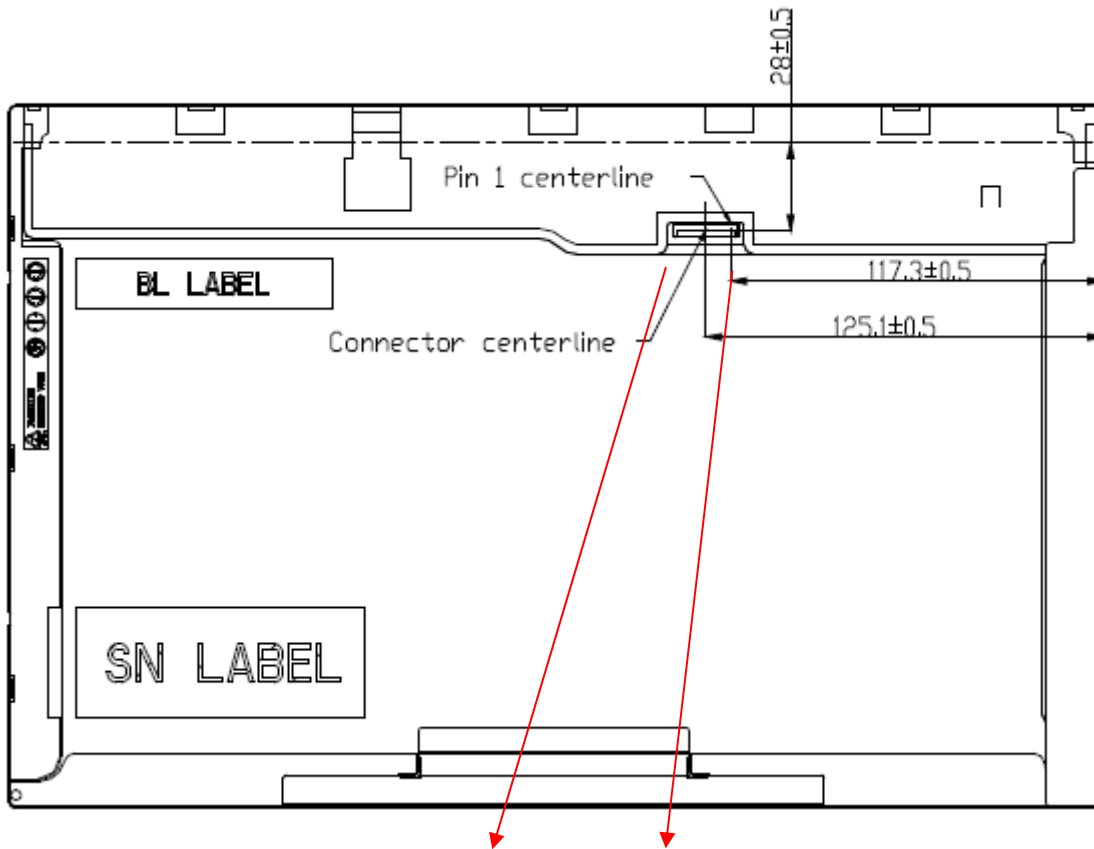 28±0.5
Pin 1 centerline
117.3±0.5
BL LABEL
125.1±0.5
Connector centerline
SN LABEL